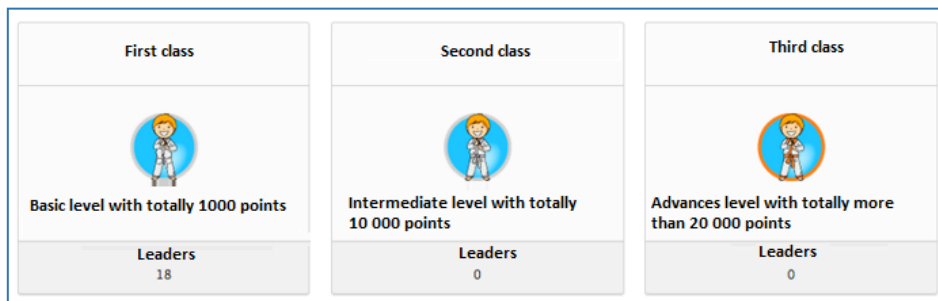 First class
Basic level with totally 1000 points
Leaders
18
Second class
Intermediate level with totally
10 000 points
Leaders
0
Third class
Advances level with totally more
than 20 000 points
Leaders
0